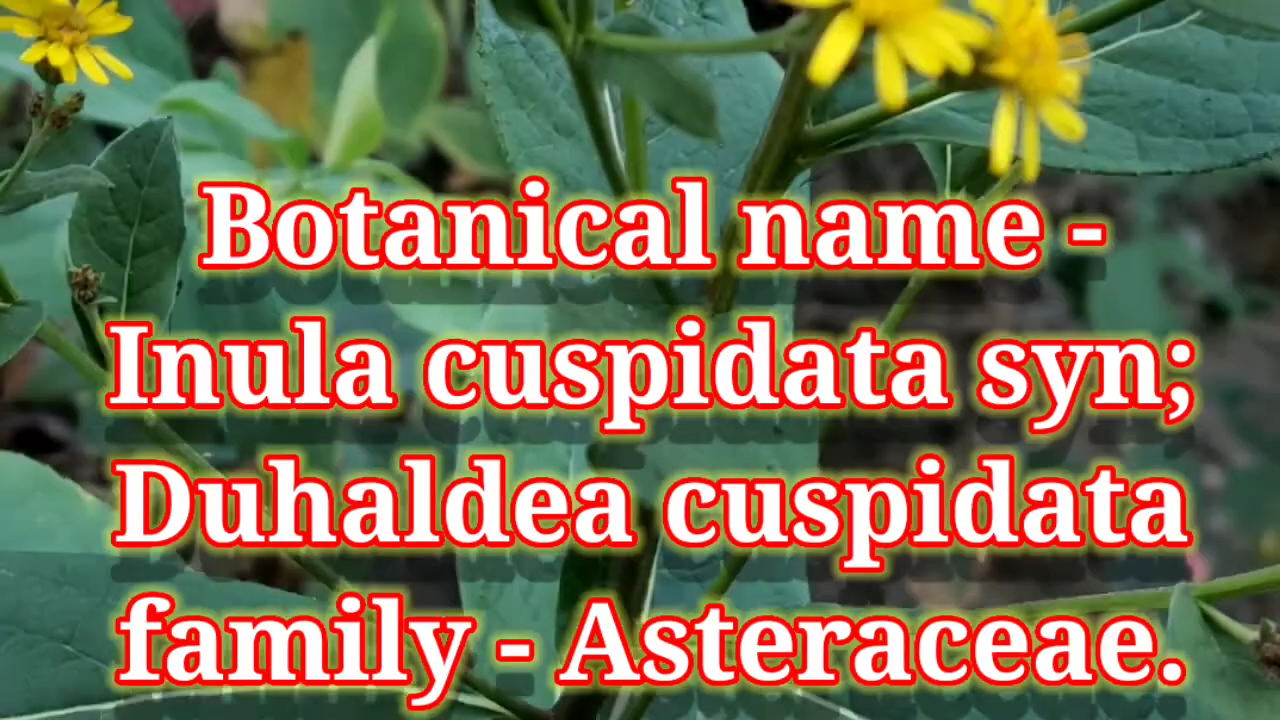 Botanical name -
Inula cuspidata syn;
Duhaldea cuspidata
family - Asteraceae.